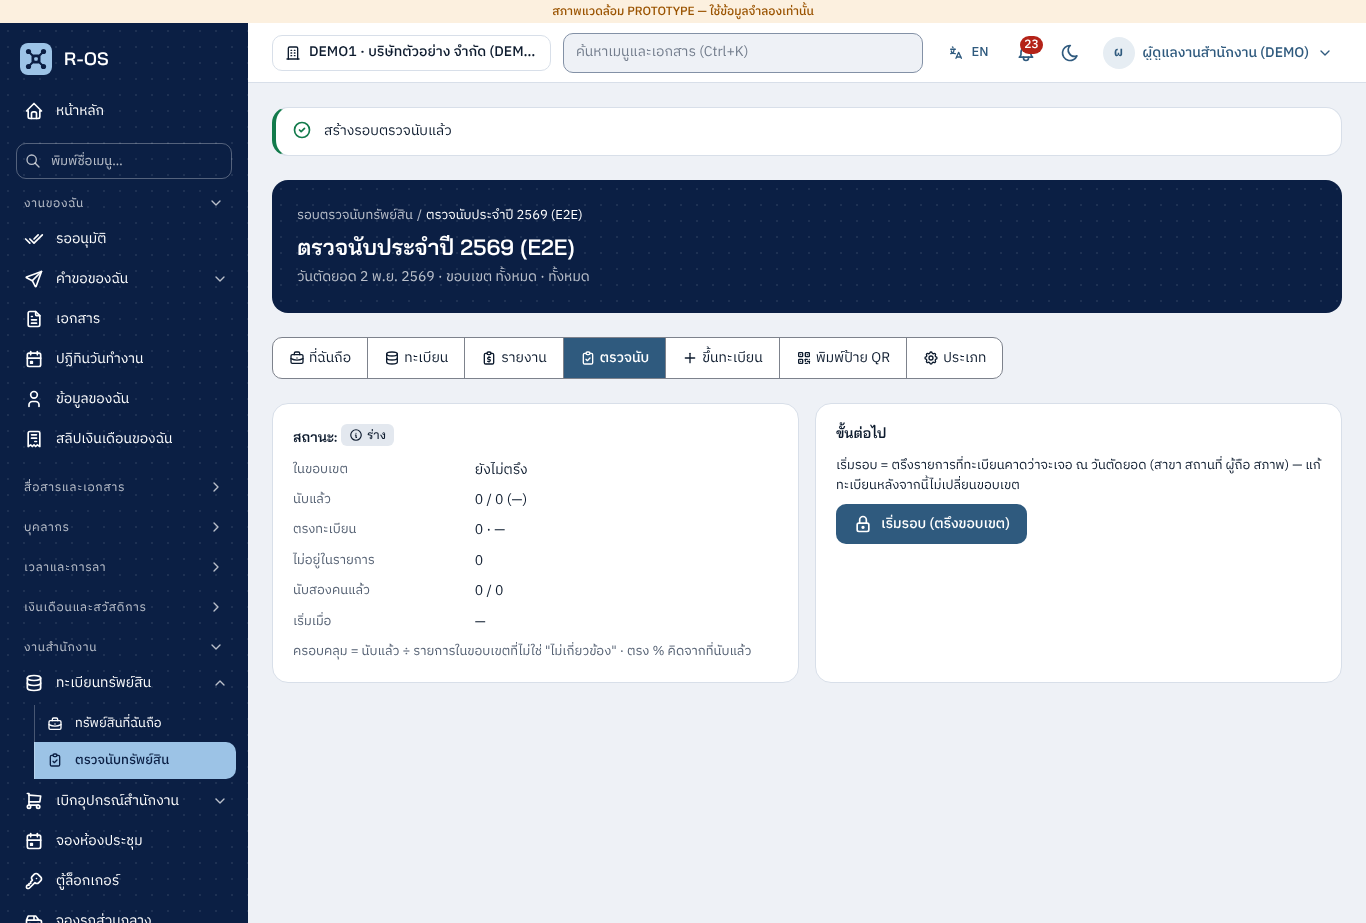 สภาพแวดล้อม PROTOTYPE — ใช้ข้อมูลจำลองเท่านั้น
R-OS
DEMO1 · บริษัทตัวอย่าง จำกัด (DEM...
ค้นหาเมนูและเอกสาร (Ctrl+K)
EN
23
ผ
ผู้ดูแลงานสำนักงาน (DEMO)
หน้าหลัก
พิมพ์ชื่อเมนู...
งานของฉัน
รออนุมัติ
คำขอของฉัน
เอกสาร
ปฏิทินวันทำงาน
ข้อมูลของฉัน
สลิปเงินเดือนของฉัน
สื่อสารและเอกสาร
บุคลากร
เวลาและการลา
เงินเดือนและสวัสดิการ
งานสำนักงาน
ทะเบียนทรัพย์สิน
ทรัพย์สินที่ฉันถือ
ตรวจนับทรัพย์สิน
เบิกอุปกรณ์สำนักงาน
จองห้องประชุม
ตู้ล็อกเกอร์
จองรถส่วนกลาง
สร้างรอบตรวจนับแล้ว
รอบตรวจนับทรัพย์สิน / ตรวจนับประจำปี 2569 (E2E)
ตรวจนับประจำปี 2569 (E2E)
วันตัดยอด 2 พ.ย. 2569 · ขอบเขต ทั้งหมด · ทั้งหมด
ที่ฉันถือ
ทะเบียน
รายงาน
ตรวจนับ
ขึ้นทะเบียน
พิมพ์ป้าย QR
ประเภท
สถานะ: ร่าง
ในขอบเขต ยังไม่ตรึง
นับแล้ว 0 / 0 (—)
ตรงทะเบียน 0 · —
ไม่อยู่ในรายการ 0
นับสองคนแล้ว 0 / 0
เริ่มเมื่อ —
ครอบคลุม = นับแล้ว ÷ รายการในขอบเขตที่ไม่ใช่ "ไม่เกี่ยวข้อง" · ตรง % คิดจากที่นับแล้ว
ขั้นต่อไป
เริ่มรอบ = ตรึงรายการที่ทะเบียนคาดว่าจะเจอ ณ วันตัดยอด (สาขา สถานที่ ผู้ถือ สภาพ) — แก้
ทะเบียนหลังจากนี้ไม่เปลี่ยนขอบเขต
เริ่มรอบ (ตรึงขอบเขต)